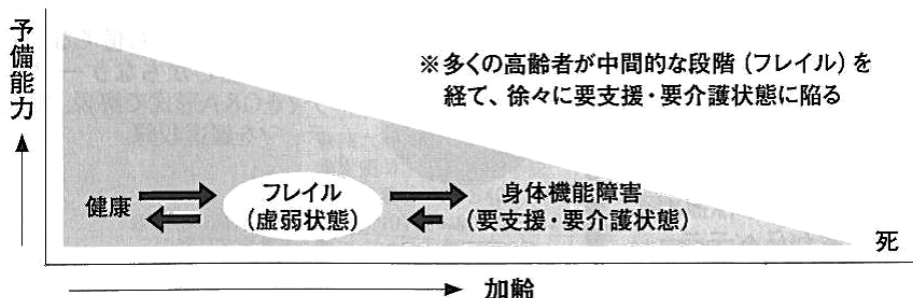 予備能力
※多くの高齢者が中間的な段階(フレイル)を
経て、徐々に要支援・要介護状態に陥る
健康
フレイル
(虚弱状態)
身体機能障害
(要支援・要介護状態)
死
加齢